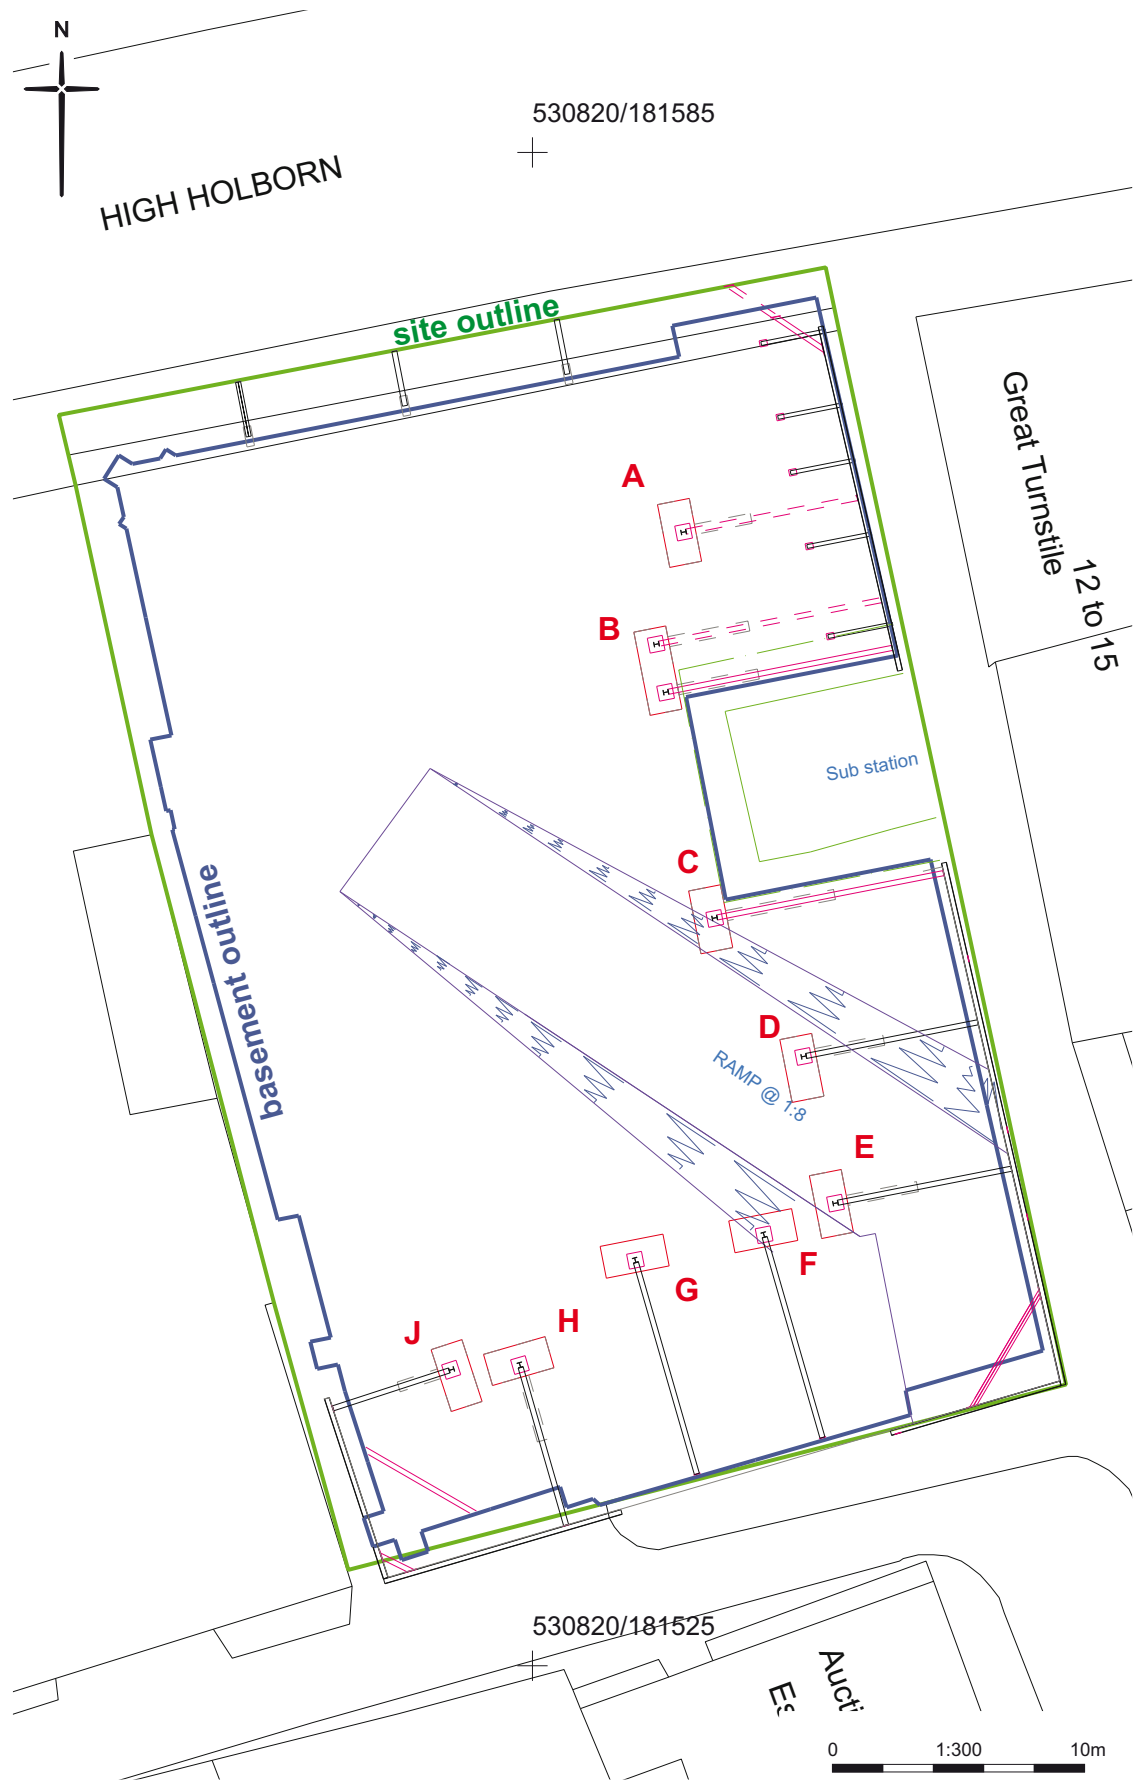 N
530820/181585
HIGH HOLBORN
site outline
Great Turnstile
12 to 15
A
B
Sub station
C
basement outline
D
RAMP @ 1:8
E
F
G
H
J
530820/181525
0 1:300 10m